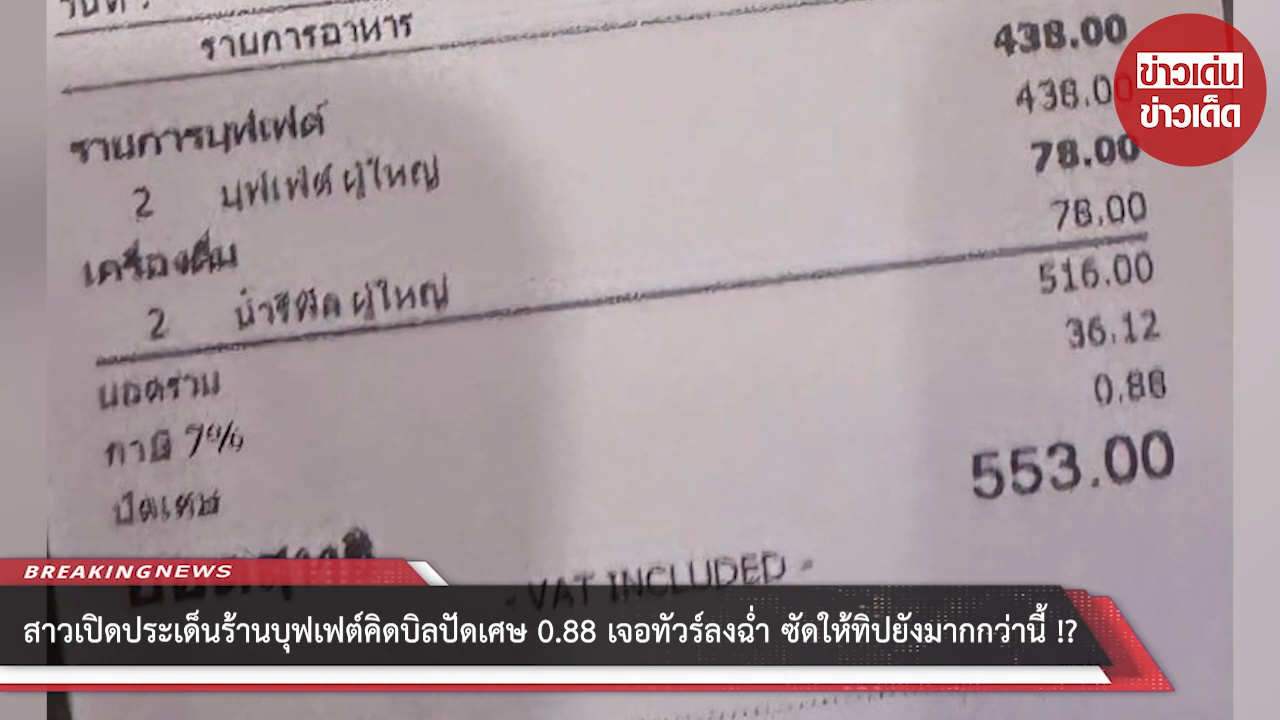 รายการอาหาร
438.00
ข่าวเด่น
ข่าวเด็ด
รายการบุฟเฟต์ 438.00
2 บุฟเฟต์ ผู้ใหญ่ 78.00
เครื่องดื่ม 78.00
2 น้ำรีฟิล ผู้ใหญ่ 516.00
ยอดรวม 36.12
ภาษี 7% 0.88
ปัดเศษ 553.00
- VAT INCLUDED -
BREAKINGNEWS
สาวเปิดประเด็นร้านบุฟเฟต์คิดบิลปัดเศษ 0.88 เจอทัวร์ลงฉ่ำ ซัดให้ทิปยังมากกว่านี้ !?